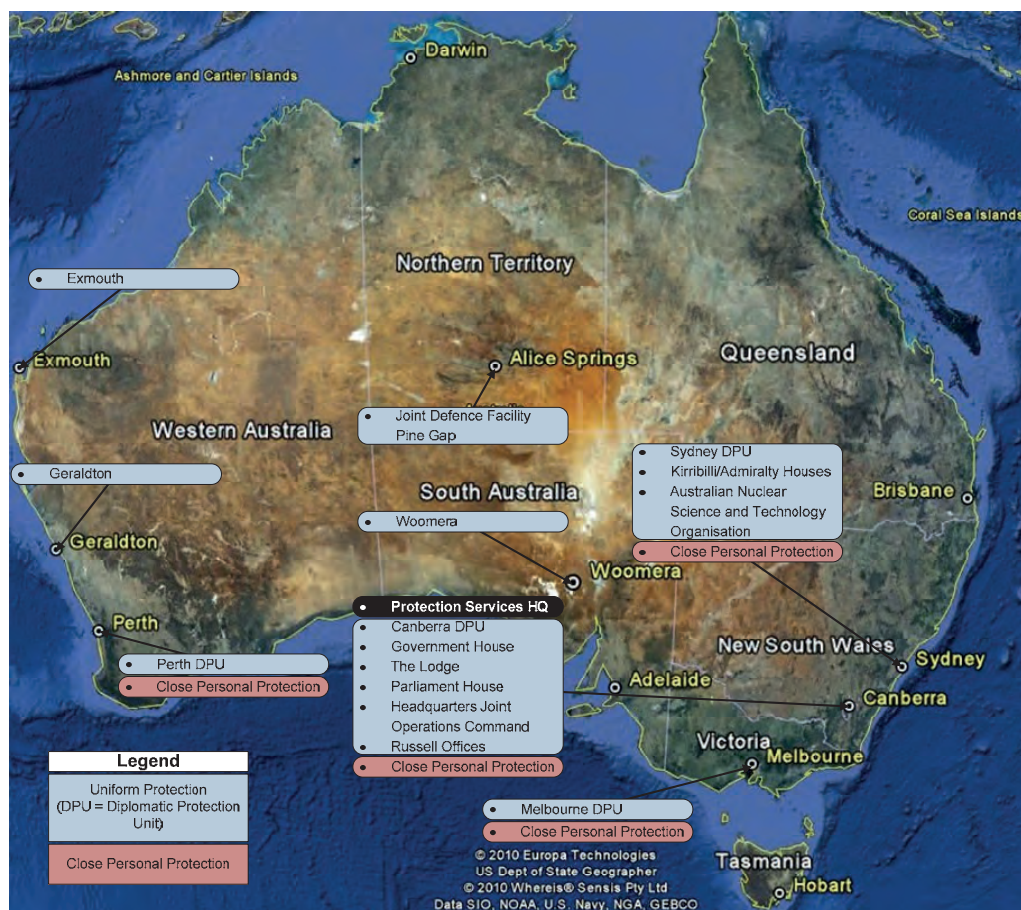 Darwin
Ashmore and Cartier Islands
Coral Sea Islands
Northern Territory
• Exmouth
Exmouth
Alice Springs
Queensland
• Joint Defence Facility
Pine Gap
Western Australia
• Geraldton
• Sydney DPU
• Kirribilli/Admiralty Houses
• Australian Nuclear
Science and Technology
Organisation
• Close Personal Protection
South Australia
Brisbane
• Woomera
Geraldton
Woomera
Perth
• Perth DPU
• Close Personal Protection
• Protection Services HQ
• Canberra DPU
• Government House
• The Lodge
• Parliament House
• Headquarters Joint
Operations Command
• Russell Offices
• Close Personal Protection
New South Wales
Sydney
Adelaide
Canberra
Victoria
Melbourne
• Melbourne DPU
• Close Personal Protection
Legend
Uniform Protection
(DPU = Diplomatic Protection
Unit)
Close Personal Protection
© 2010 Europa Technologies
US Dept of State Geographer
© 2010 Whereis® Sensis Pty Ltd
Data SIO, NOAA, U.S. Navy, NGA, GEBCO
Tasmania
Hobart